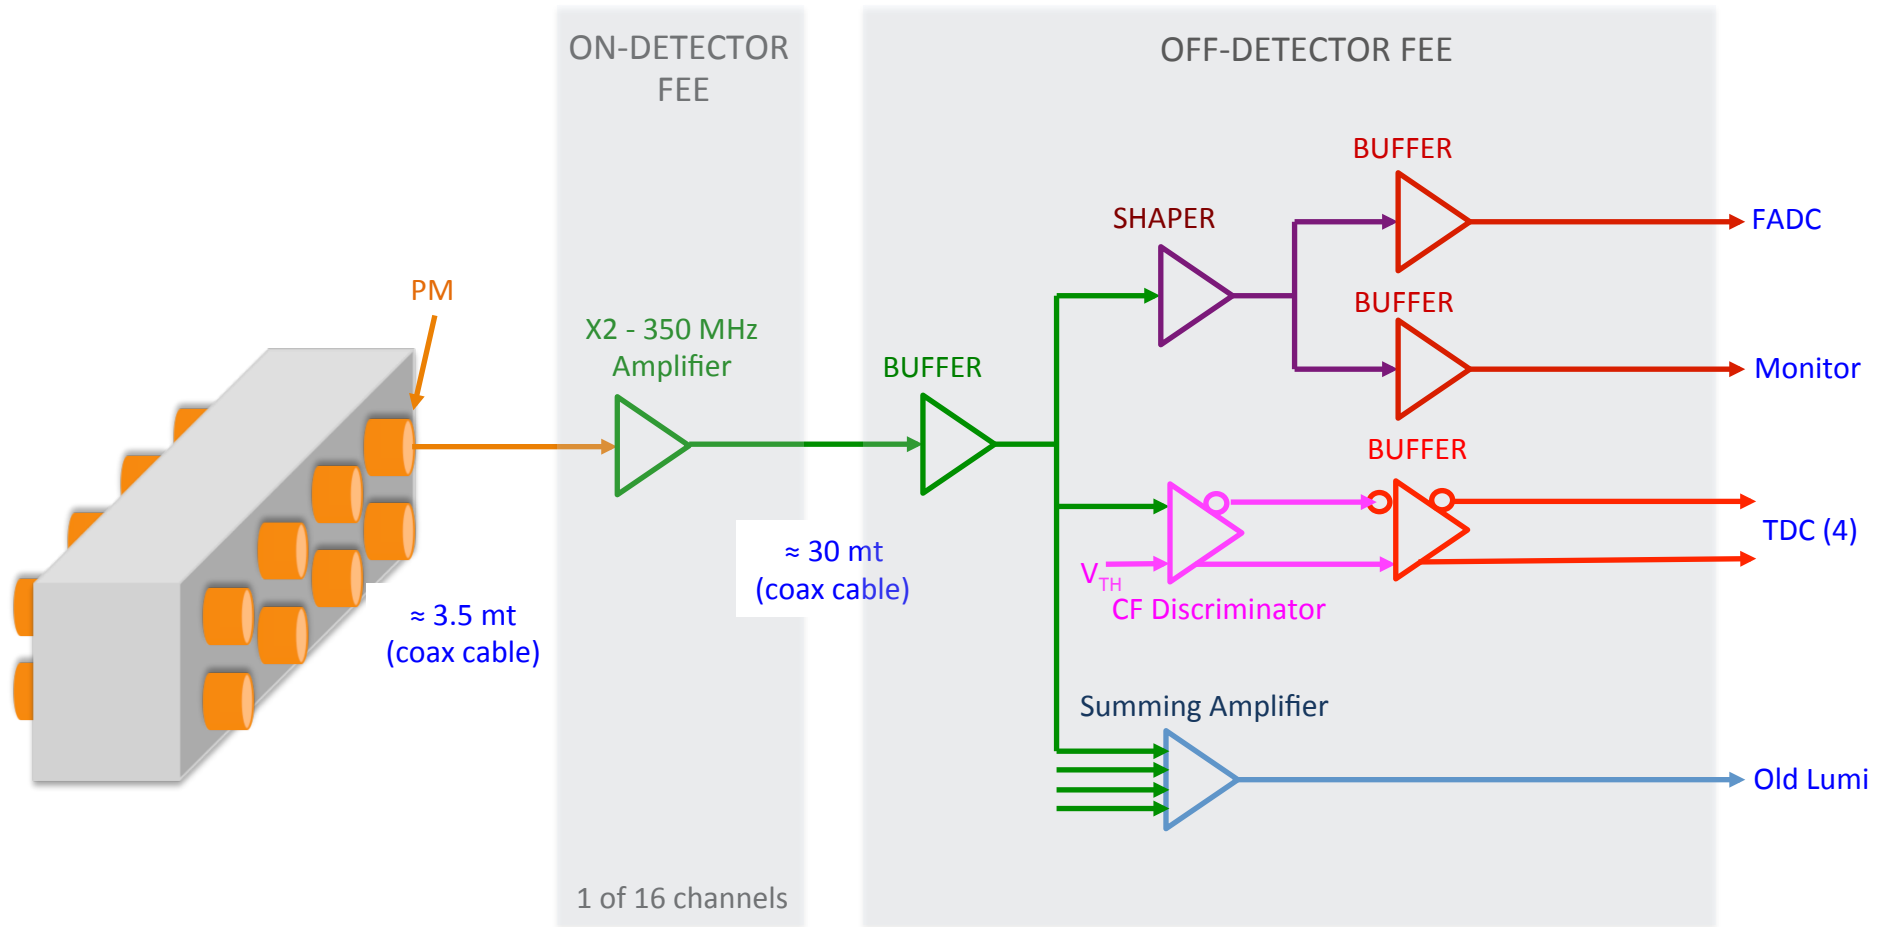 ON-DETECTOR
FEE
OFF-DETECTOR FEE
BUFFER
SHAPER
FADC
PM
BUFFER
X2 - 350 MHz
Amplifier
BUFFER
Monitor
BUFFER
≈ 30 mt
(coax cable)
TDC (4)
VTH
CF Discriminator
≈ 3.5 mt
(coax cable)
Summing Amplifier
Old Lumi
1 of 16 channels